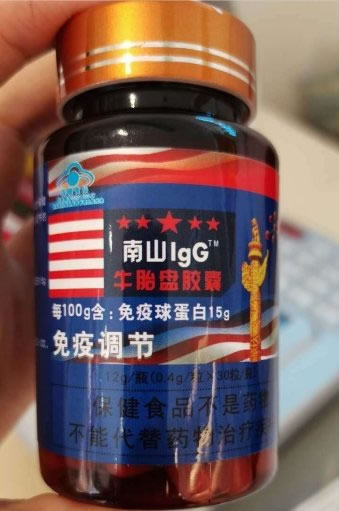 南山IgG™
牛胎盘胶囊
每100g含：免疫球蛋白15g
免疫调节
12g/瓶(0.4g/粒×30粒/瓶)
保健食品不是药物
不能代替药物治疗疾